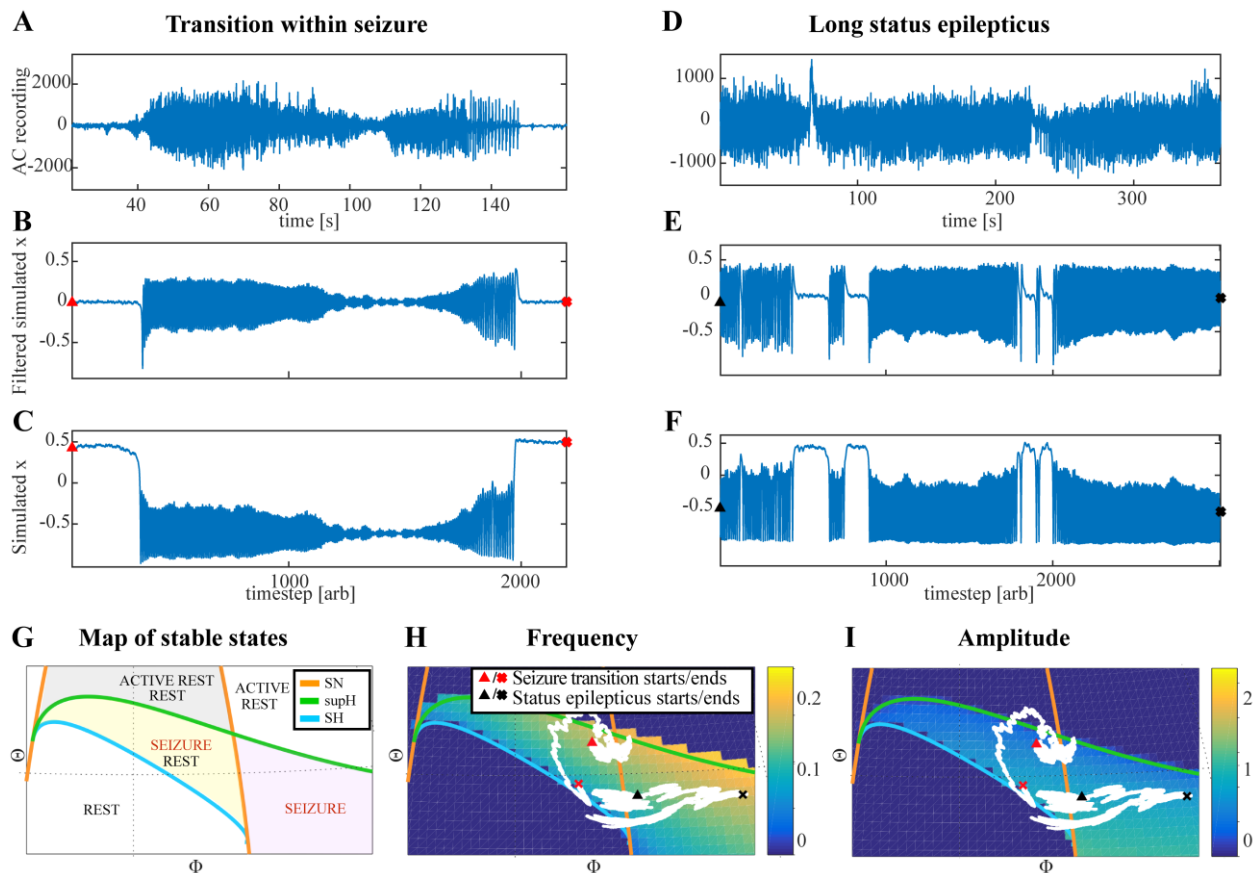 A Transition within seizure
AC recording
2000
0
-2000
40 60 80 100 120 140
time [s]
B
Filtered simulated x
0.5
0
-0.5
C
Simulated x
0.5
0
-0.5
1000 2000
timestep [arb]
D Long status epilepticus
1000
0
-1000
100 200 300
time [s]
E
0.5
0
-0.5
F
0.5
0
-0.5
1000 2000
timestep [arb]
G Map of stable states
ACTIVE REST
REST
ACTIVE
REST
SN
supH
SH
SEIZURE
REST
REST
SEIZURE
Θ
Φ
H Frequency
/ Seizure transition starts/ends
/ Status epilepticus starts/ends
0.2
0.1
0
Θ
Φ
I Amplitude
2
1
0
Θ
Φ